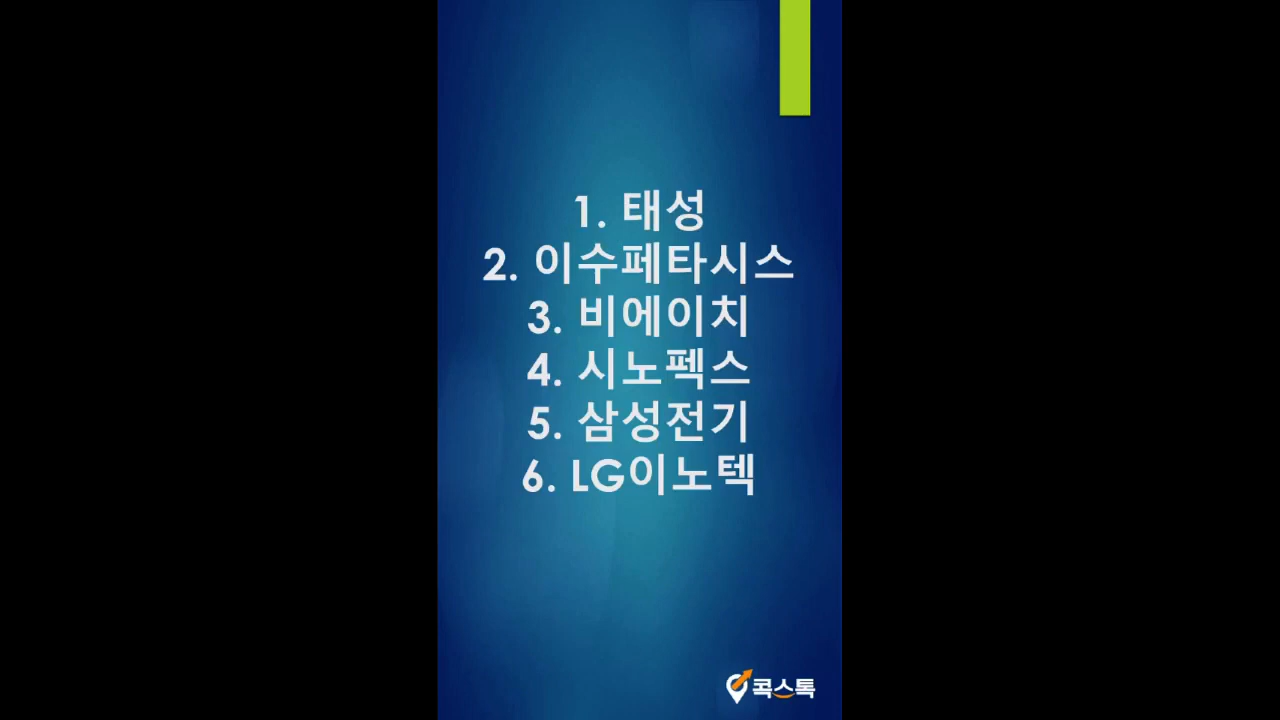 1. 태성
2. 이수페타시스
3. 비에이치
4. 시노펙스
5. 삼성전기
6. LG이노텍
콕스톡